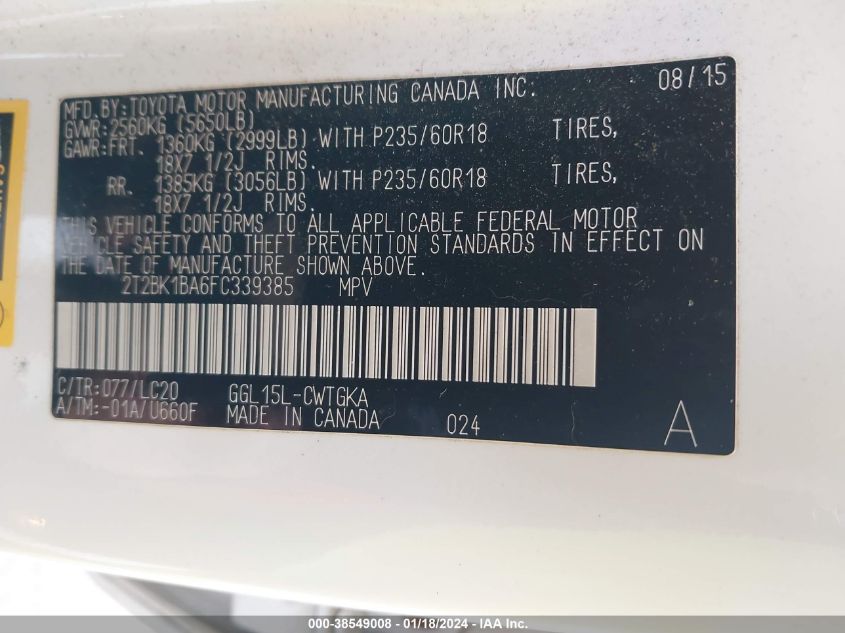 MFD.BY:TOYOTA MOTOR MANUFACTURING CANADA INC. 08/15
GVWR:2560KG (5650LB)
GAWR:FRT. 1360KG (2999LB) WITH P235/60R18 TIRES,
18X7 1/2J RIMS.
RR. 1385KG (3056LB) WITH P235/60R18 TIRES,
18X7 1/2J RIMS.
THIS VEHICLE CONFORMS TO ALL APPLICABLE FEDERAL MOTOR
VEHICLE SAFETY AND THEFT PREVENTION STANDARDS IN EFFECT ON
THE DATE OF MANUFACTURE SHOWN ABOVE.
2T2BK1BA6FC339385 MPV
C/TR:077/LC20 GGL15L-CWTGKA
A/TM:-01A/U660F MADE IN CANADA 024 A
000-38549008 - 01/18/2024 - IAA Inc.